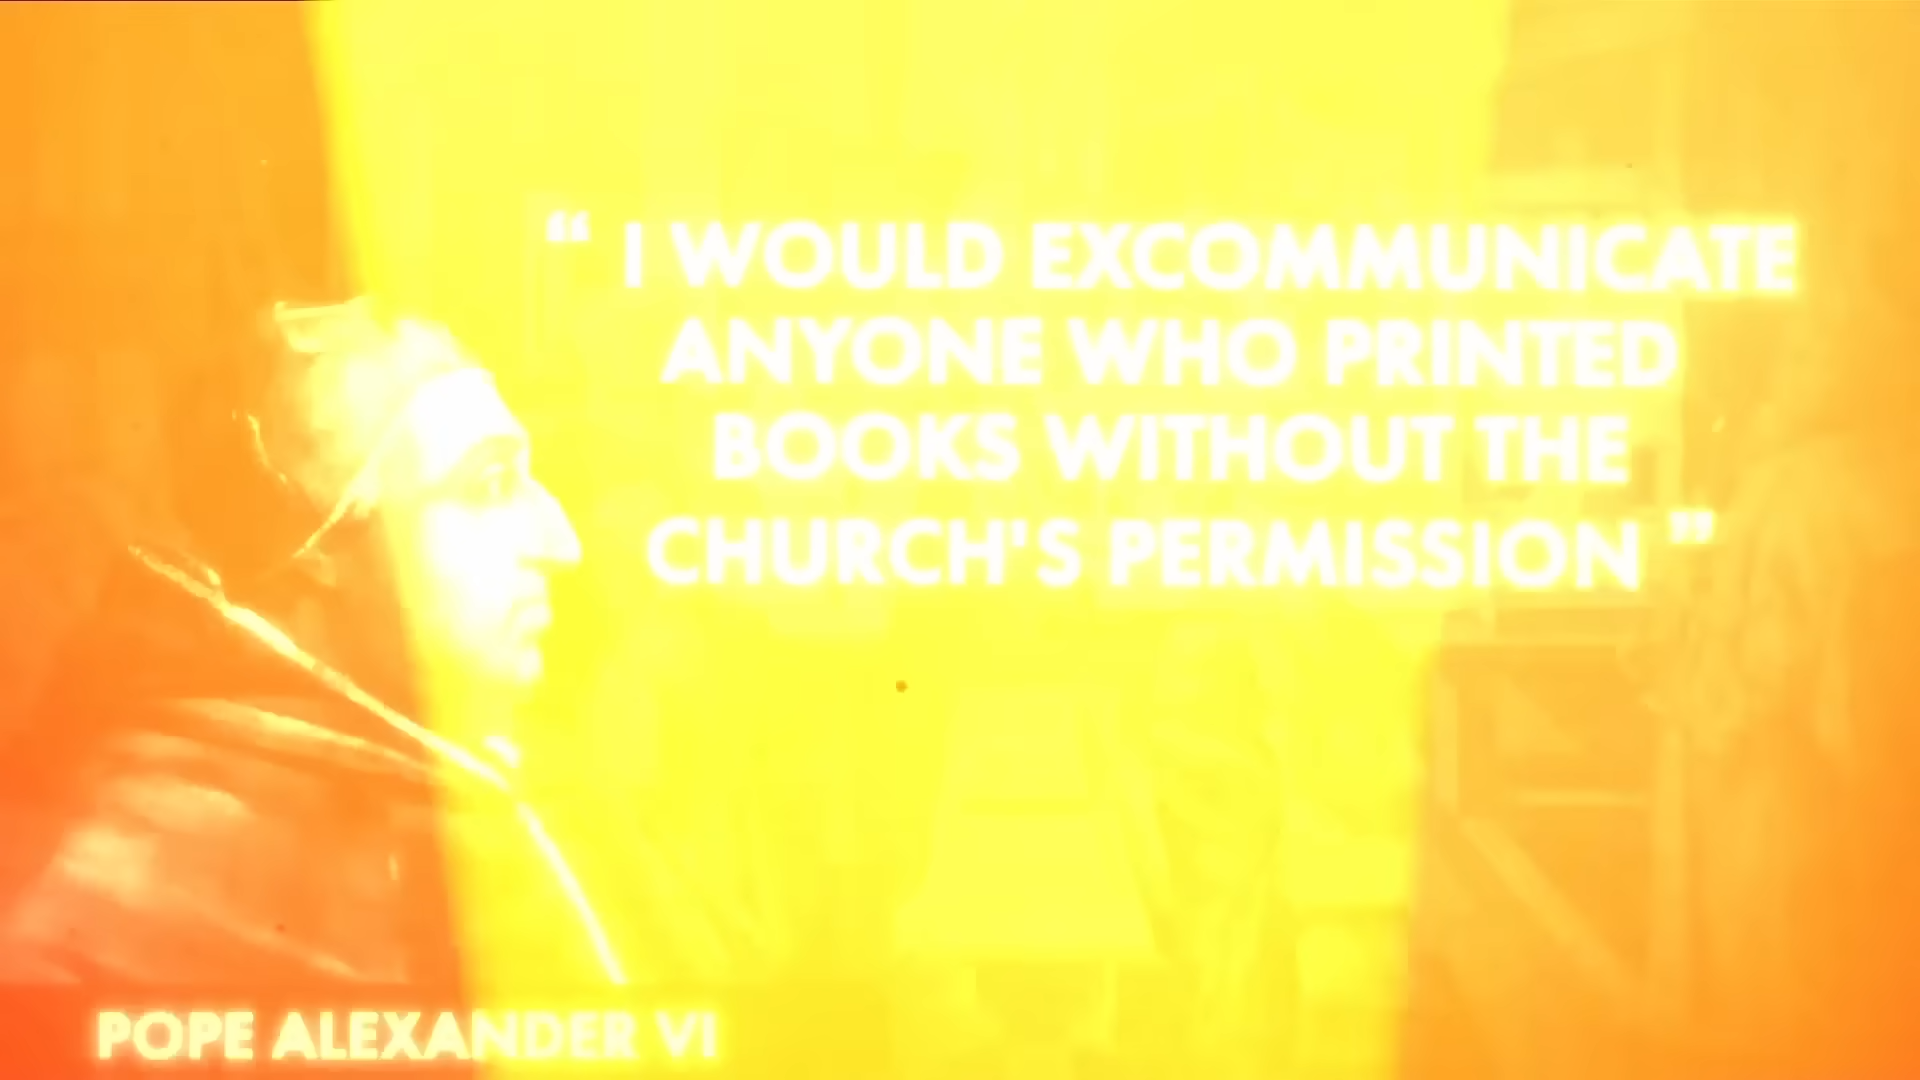 “ I WOULD EXCOMMUNICATE
ANYONE WHO PRINTED
BOOKS WITHOUT THE
CHURCH'S PERMISSION ”
POPE ALEXANDER VI